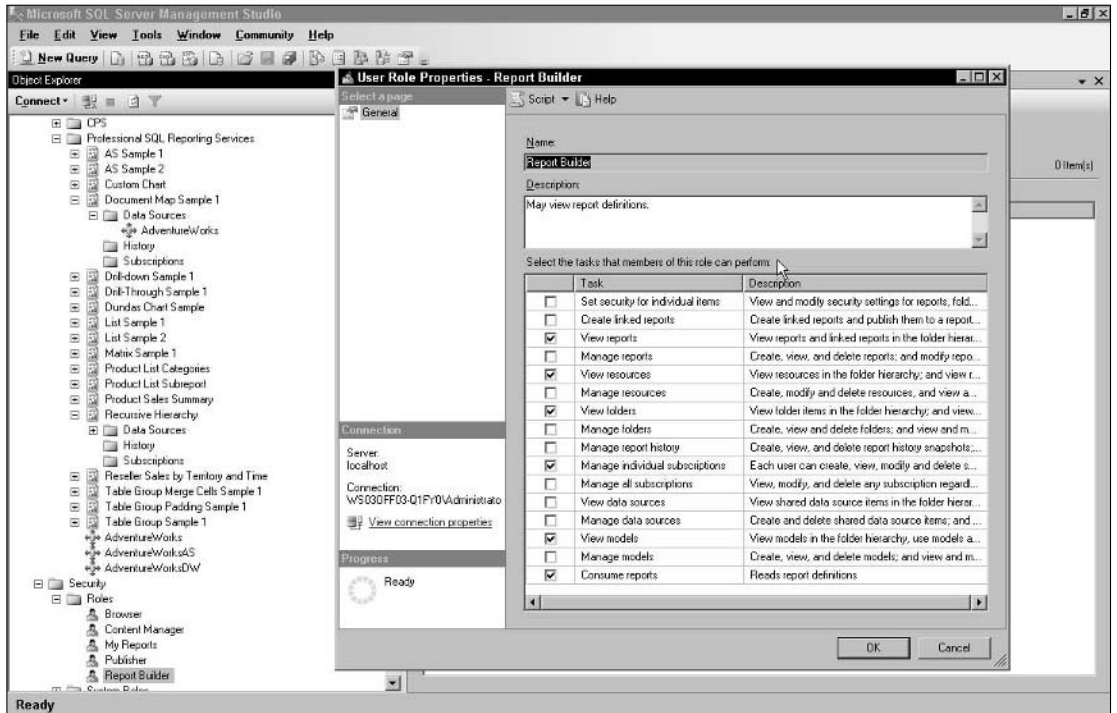 Microsoft SQL Server Management Studio
File Edit View Tools Window Community Help
New Query
Object Explorer
Connect
CPS
Professional SQL Reporting Services
AS Sample 1
AS Sample 2
Custom Chart
Document Map Sample 1
Data Sources
AdventureWorks
History
Subscriptions
Drill-down Sample 1
Drill-Through Sample 1
Dundas Chart Sample
List Sample 1
List Sample 2
Matrix Sample 1
Product List Categories
Product List Subreport
Product Sales Summary
Recursive Hierarchy
Data Sources
History
Subscriptions
Reseller Sales by Territory and Time
Table Group Merge Cells Sample 1
Table Group Padding Sample 1
Table Group Sample 1
AdventureWorks
AdventureWorksAS
AdventureWorksDW
Security
Roles
Browser
Content Manager
My Reports
Publisher
Report Builder
System Roles
Ready
User Role Properties - Report Builder
Select a page
General
Connection
Server:
localhost
Connection:
View connection properties
Progress
Ready
Script Help
Name:
Report Builder
Description:
May view report definitions.
Select the tasks that members of this role can perform:
Task Description
Set security for individual items View and modify security settings for reports, fold...
Create linked reports Create linked reports and publish them to a report...
View reports View reports and linked reports in the folder hierar...
Manage reports Create, view, and delete reports; and modify repo...
View resources View resources in the folder hierarchy; and view r...
Manage resources Create, modify and delete resources, and view a...
View folders View folder items in the folder hierarchy; and view...
Manage folders Create, view and delete folders; and view and m...
Manage report history Create, view, and delete report history snapshots;...
Manage individual subscriptions Each user can create, view, modify and delete s...
Manage all subscriptions View, modify, and delete any subscription regard...
View data sources View shared data source items in the folder hierar...
Manage data sources Create and delete shared data source items; and ...
View models View models in the folder hierarchy, use models a...
Manage models Create, view, and delete models; and view and m...
Consume reports Reads report definitions
OK Cancel
0 Item(s)